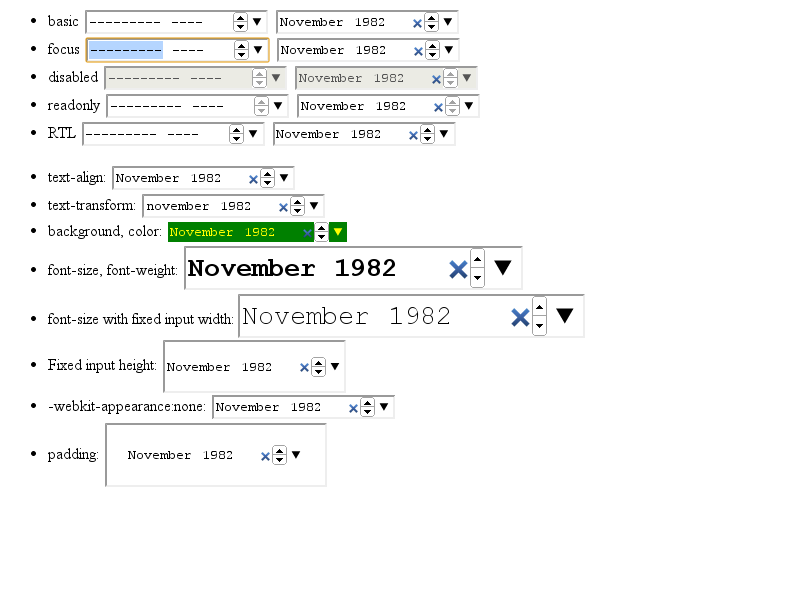 basic --------- ---- November 1982
focus --------- ---- November 1982
disabled --------- ---- November 1982
readonly --------- ---- November 1982
RTL --------- ---- November 1982
text-align: November 1982
text-transform: november 1982
background, color: November 1982
font-size, font-weight: November 1982
font-size with fixed input width: November 1982
Fixed input height: November 1982
-webkit-appearance:none: November 1982
padding: November 1982